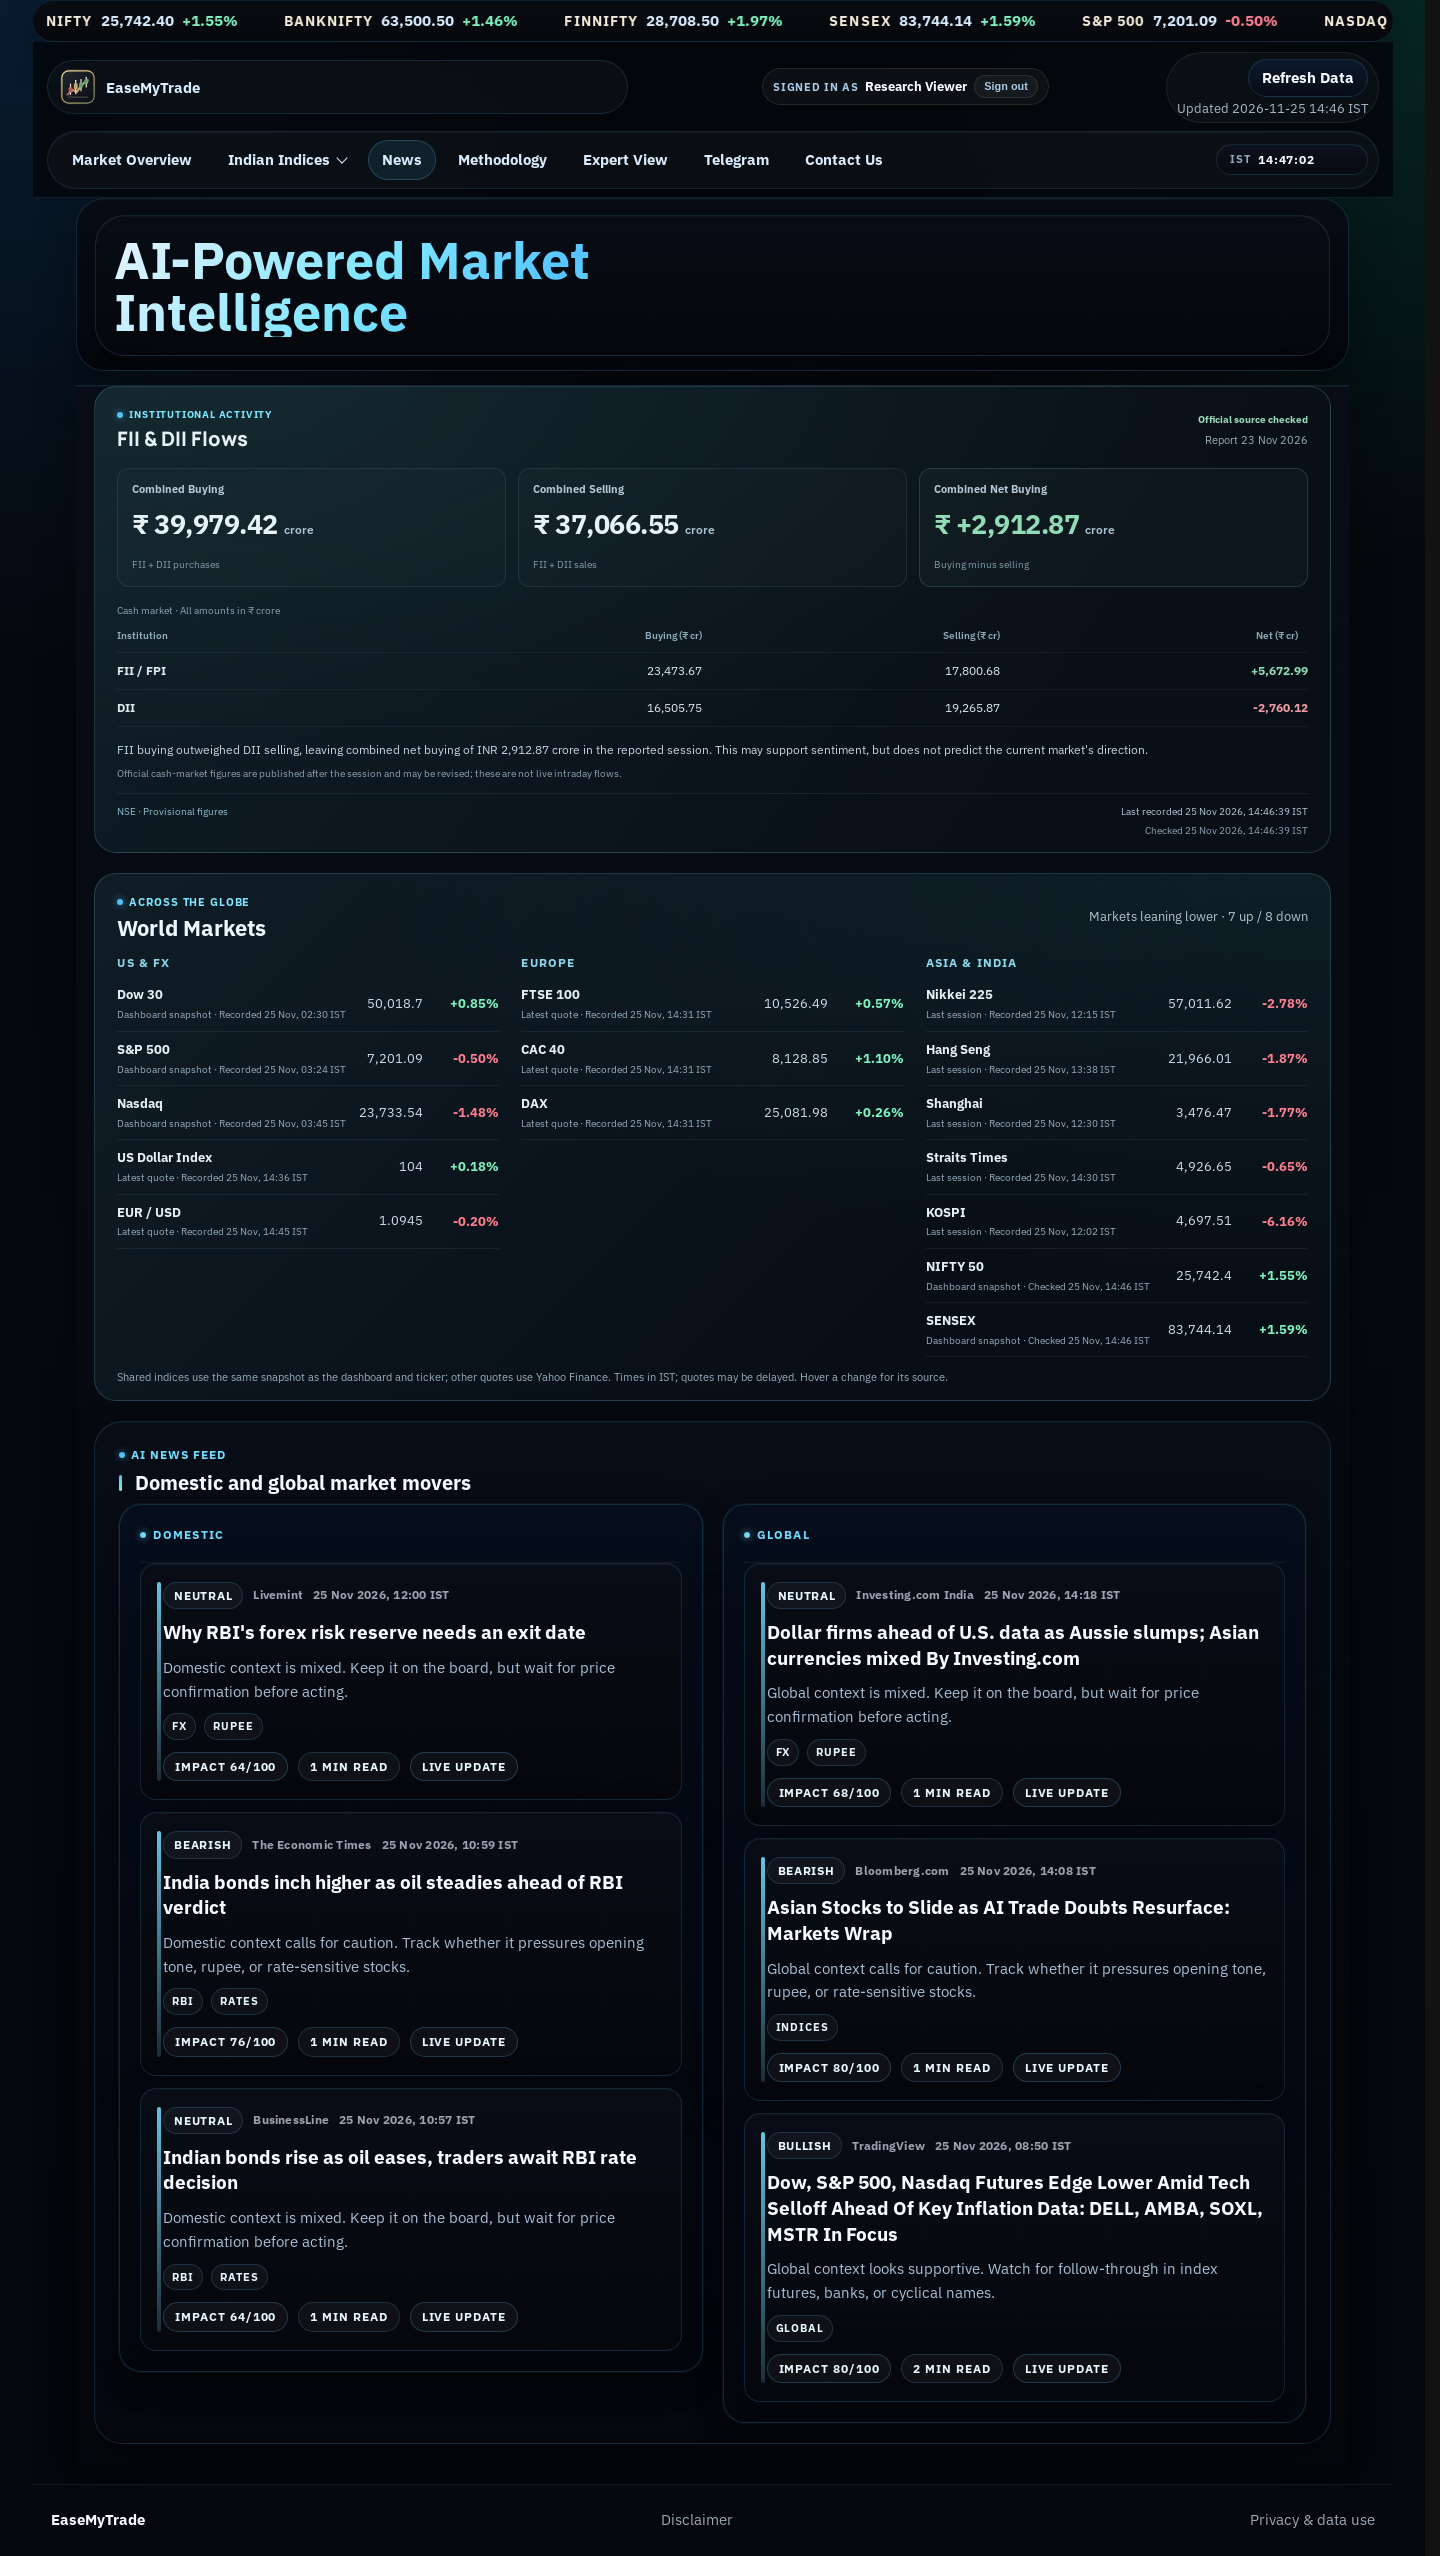 NIFTY 25,742.40 +1.55% BANKNIFTY 63,500.50 +1.46% FINNIFTY 28,708.50 +1.97% SENSEX 83,744.14 +1.59% S&P 500 7,201.09 -0.50% NASDAQ
EaseMyTrade
SIGNED IN AS Research Viewer Sign out
Refresh Data
Updated 2026-11-25 14:46 IST
Market Overview Indian Indices News Methodology Expert View Telegram Contact Us IST 14:47:02
AI-Powered Market
Intelligence
INSTITUTIONAL ACTIVITY
FII & DII Flows
Official source checked
Report 23 Nov 2026
Combined Buying
₹ 39,979.42 crore
FII + DII purchases
Combined Selling
₹ 37,066.55 crore
FII + DII sales
Combined Net Buying
₹ +2,912.87 crore
Buying minus selling
Cash market · All amounts in ₹ crore
Institution Buying (₹ cr) Selling (₹ cr) Net (₹ cr)
FII / FPI 23,473.67 17,800.68 +5,672.99
DII 16,505.75 19,265.87 -2,760.12
FII buying outweighed DII selling, leaving combined net buying of INR 2,912.87 crore in the reported session. This may support sentiment, but does not predict the current market's direction.
Official cash-market figures are published after the session and may be revised; these are not live intraday flows.
NSE · Provisional figures
Last recorded 25 Nov 2026, 14:46:39 IST
Checked 25 Nov 2026, 14:46:39 IST
ACROSS THE GLOBE
World Markets
Markets leaning lower · 7 up / 8 down
US & FX
Dow 30 50,018.7 +0.85%
Dashboard snapshot · Recorded 25 Nov, 02:30 IST
S&P 500 7,201.09 -0.50%
Dashboard snapshot · Recorded 25 Nov, 03:24 IST
Nasdaq 23,733.54 -1.48%
Dashboard snapshot · Recorded 25 Nov, 03:45 IST
US Dollar Index 104 +0.18%
Latest quote · Recorded 25 Nov, 14:36 IST
EUR / USD 1.0945 -0.20%
Latest quote · Recorded 25 Nov, 14:45 IST
EUROPE
FTSE 100 10,526.49 +0.57%
Latest quote · Recorded 25 Nov, 14:31 IST
CAC 40 8,128.85 +1.10%
Latest quote · Recorded 25 Nov, 14:31 IST
DAX 25,081.98 +0.26%
Latest quote · Recorded 25 Nov, 14:31 IST
ASIA & INDIA
Nikkei 225 57,011.62 -2.78%
Last session · Recorded 25 Nov, 12:15 IST
Hang Seng 21,966.01 -1.87%
Last session · Recorded 25 Nov, 13:38 IST
Shanghai 3,476.47 -1.77%
Last session · Recorded 25 Nov, 12:30 IST
Straits Times 4,926.65 -0.65%
Last session · Recorded 25 Nov, 14:30 IST
KOSPI 4,697.51 -6.16%
Last session · Recorded 25 Nov, 12:02 IST
NIFTY 50 25,742.4 +1.55%
Dashboard snapshot · Checked 25 Nov, 14:46 IST
SENSEX 83,744.14 +1.59%
Dashboard snapshot · Checked 25 Nov, 14:46 IST
Shared indices use the same snapshot as the dashboard and ticker; other quotes use Yahoo Finance. Times in IST; quotes may be delayed. Hover a change for its source.
AI NEWS FEED
Domestic and global market movers
DOMESTIC
NEUTRAL Livemint 25 Nov 2026, 12:00 IST
Why RBI's forex risk reserve needs an exit date
Domestic context is mixed. Keep it on the board, but wait for price
confirmation before acting.
FX RUPEE
IMPACT 64/100 1 MIN READ LIVE UPDATE
BEARISH The Economic Times 25 Nov 2026, 10:59 IST
India bonds inch higher as oil steadies ahead of RBI
verdict
Domestic context calls for caution. Track whether it pressures opening
tone, rupee, or rate-sensitive stocks.
RBI RATES
IMPACT 76/100 1 MIN READ LIVE UPDATE
NEUTRAL BusinessLine 25 Nov 2026, 10:57 IST
Indian bonds rise as oil eases, traders await RBI rate
decision
Domestic context is mixed. Keep it on the board, but wait for price
confirmation before acting.
RBI RATES
IMPACT 64/100 1 MIN READ LIVE UPDATE
GLOBAL
NEUTRAL Investing.com India 25 Nov 2026, 14:18 IST
Dollar firms ahead of U.S. data as Aussie slumps; Asian
currencies mixed By Investing.com
Global context is mixed. Keep it on the board, but wait for price
confirmation before acting.
FX RUPEE
IMPACT 68/100 1 MIN READ LIVE UPDATE
BEARISH Bloomberg.com 25 Nov 2026, 14:08 IST
Asian Stocks to Slide as AI Trade Doubts Resurface:
Markets Wrap
Global context calls for caution. Track whether it pressures opening tone,
rupee, or rate-sensitive stocks.
INDICES
IMPACT 80/100 1 MIN READ LIVE UPDATE
BULLISH TradingView 25 Nov 2026, 08:50 IST
Dow, S&P 500, Nasdaq Futures Edge Lower Amid Tech
Selloff Ahead Of Key Inflation Data: DELL, AMBA, SOXL,
MSTR In Focus
Global context looks supportive. Watch for follow-through in index
futures, banks, or cyclical names.
GLOBAL
IMPACT 80/100 2 MIN READ LIVE UPDATE
EaseMyTrade Disclaimer Privacy & data use